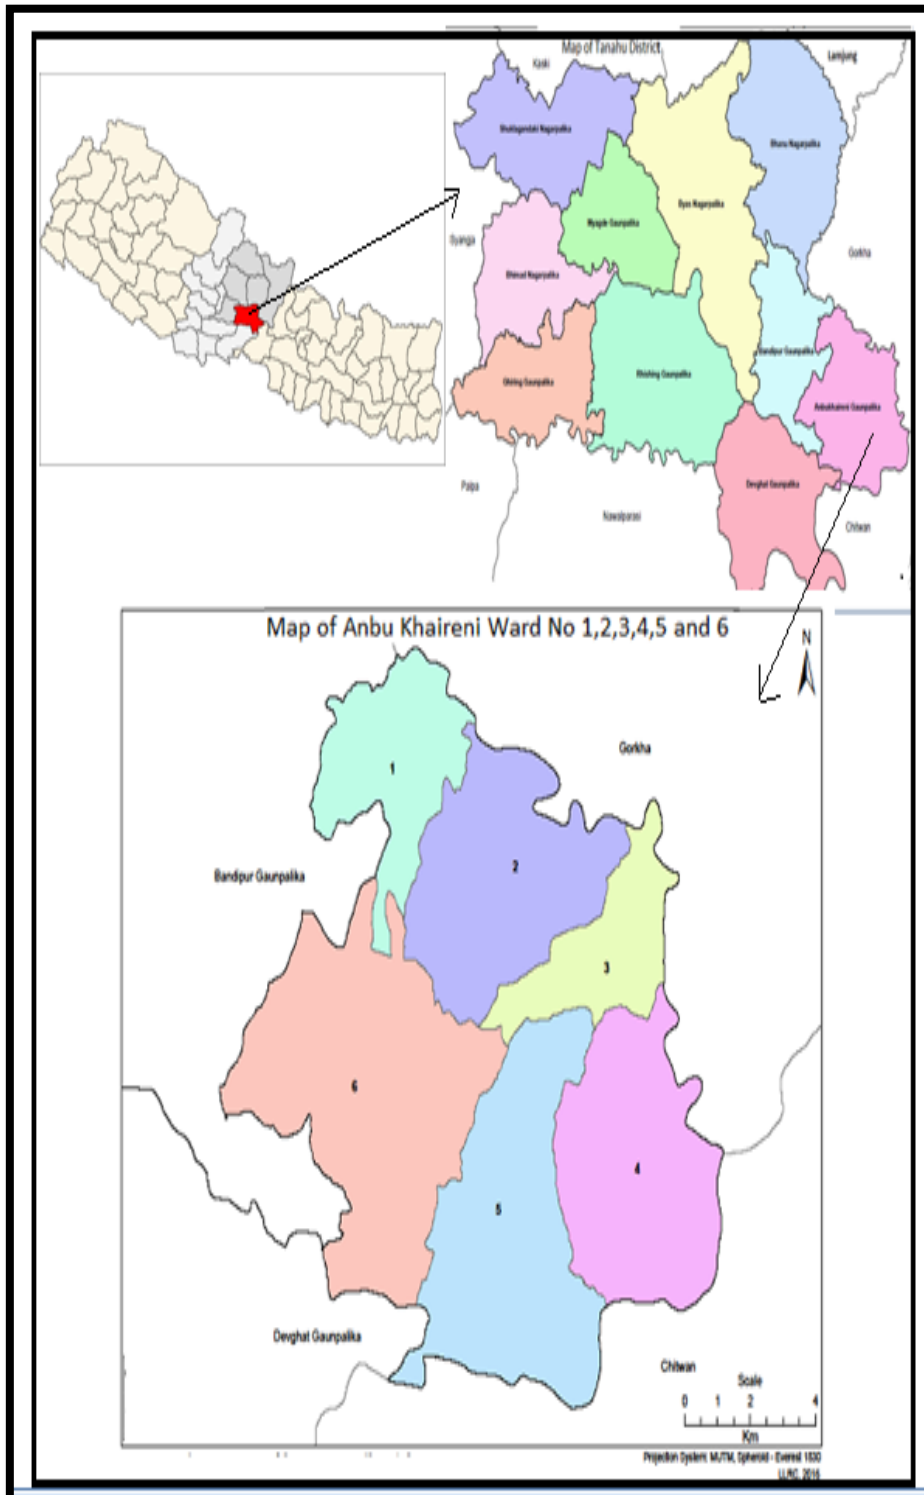 Map of Tanahu District
Kaski
Lamjung
Shuklagandaki Nagarpalika
Bhanu Nagarpalika
Byas Nagarpalika
Myagde Gaunpalika
Syangja
Gorkha
Bhimad Nagarpalika
Bandipur Gaunpalika
Rhishing Gaunpalika
Ghiring Gaunpalika
Anbukhaireni Gaunpalika
Palpa
Devghat Gaunpalika
Nawalparasi
Chitwan
Map of Anbu Khaireni Ward No 1,2,3,4,5 and 6
N
Gorkha
1
2
Bandipur Gaunpalika
3
6
4
5
Devghat Gaunpalika
Chitwan
Scale
0 1 2 4
Km
Projection System: MUTM, Spheroid - Everest 1830
LLRC, 2016